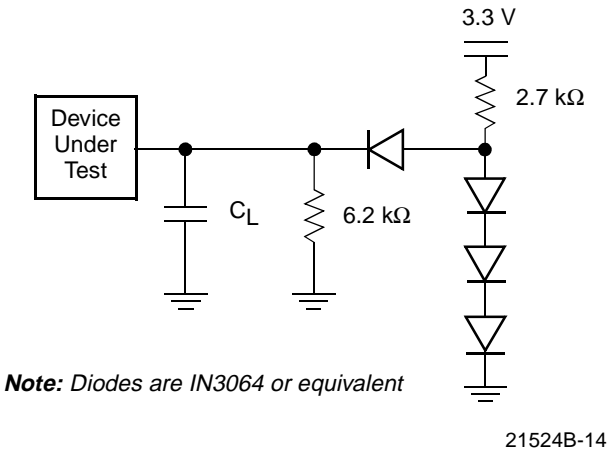 3.3 V
2.7 kΩ
Device
Under
Test
C_L
6.2 kΩ
Note: Diodes are IN3064 or equivalent
21524B-14